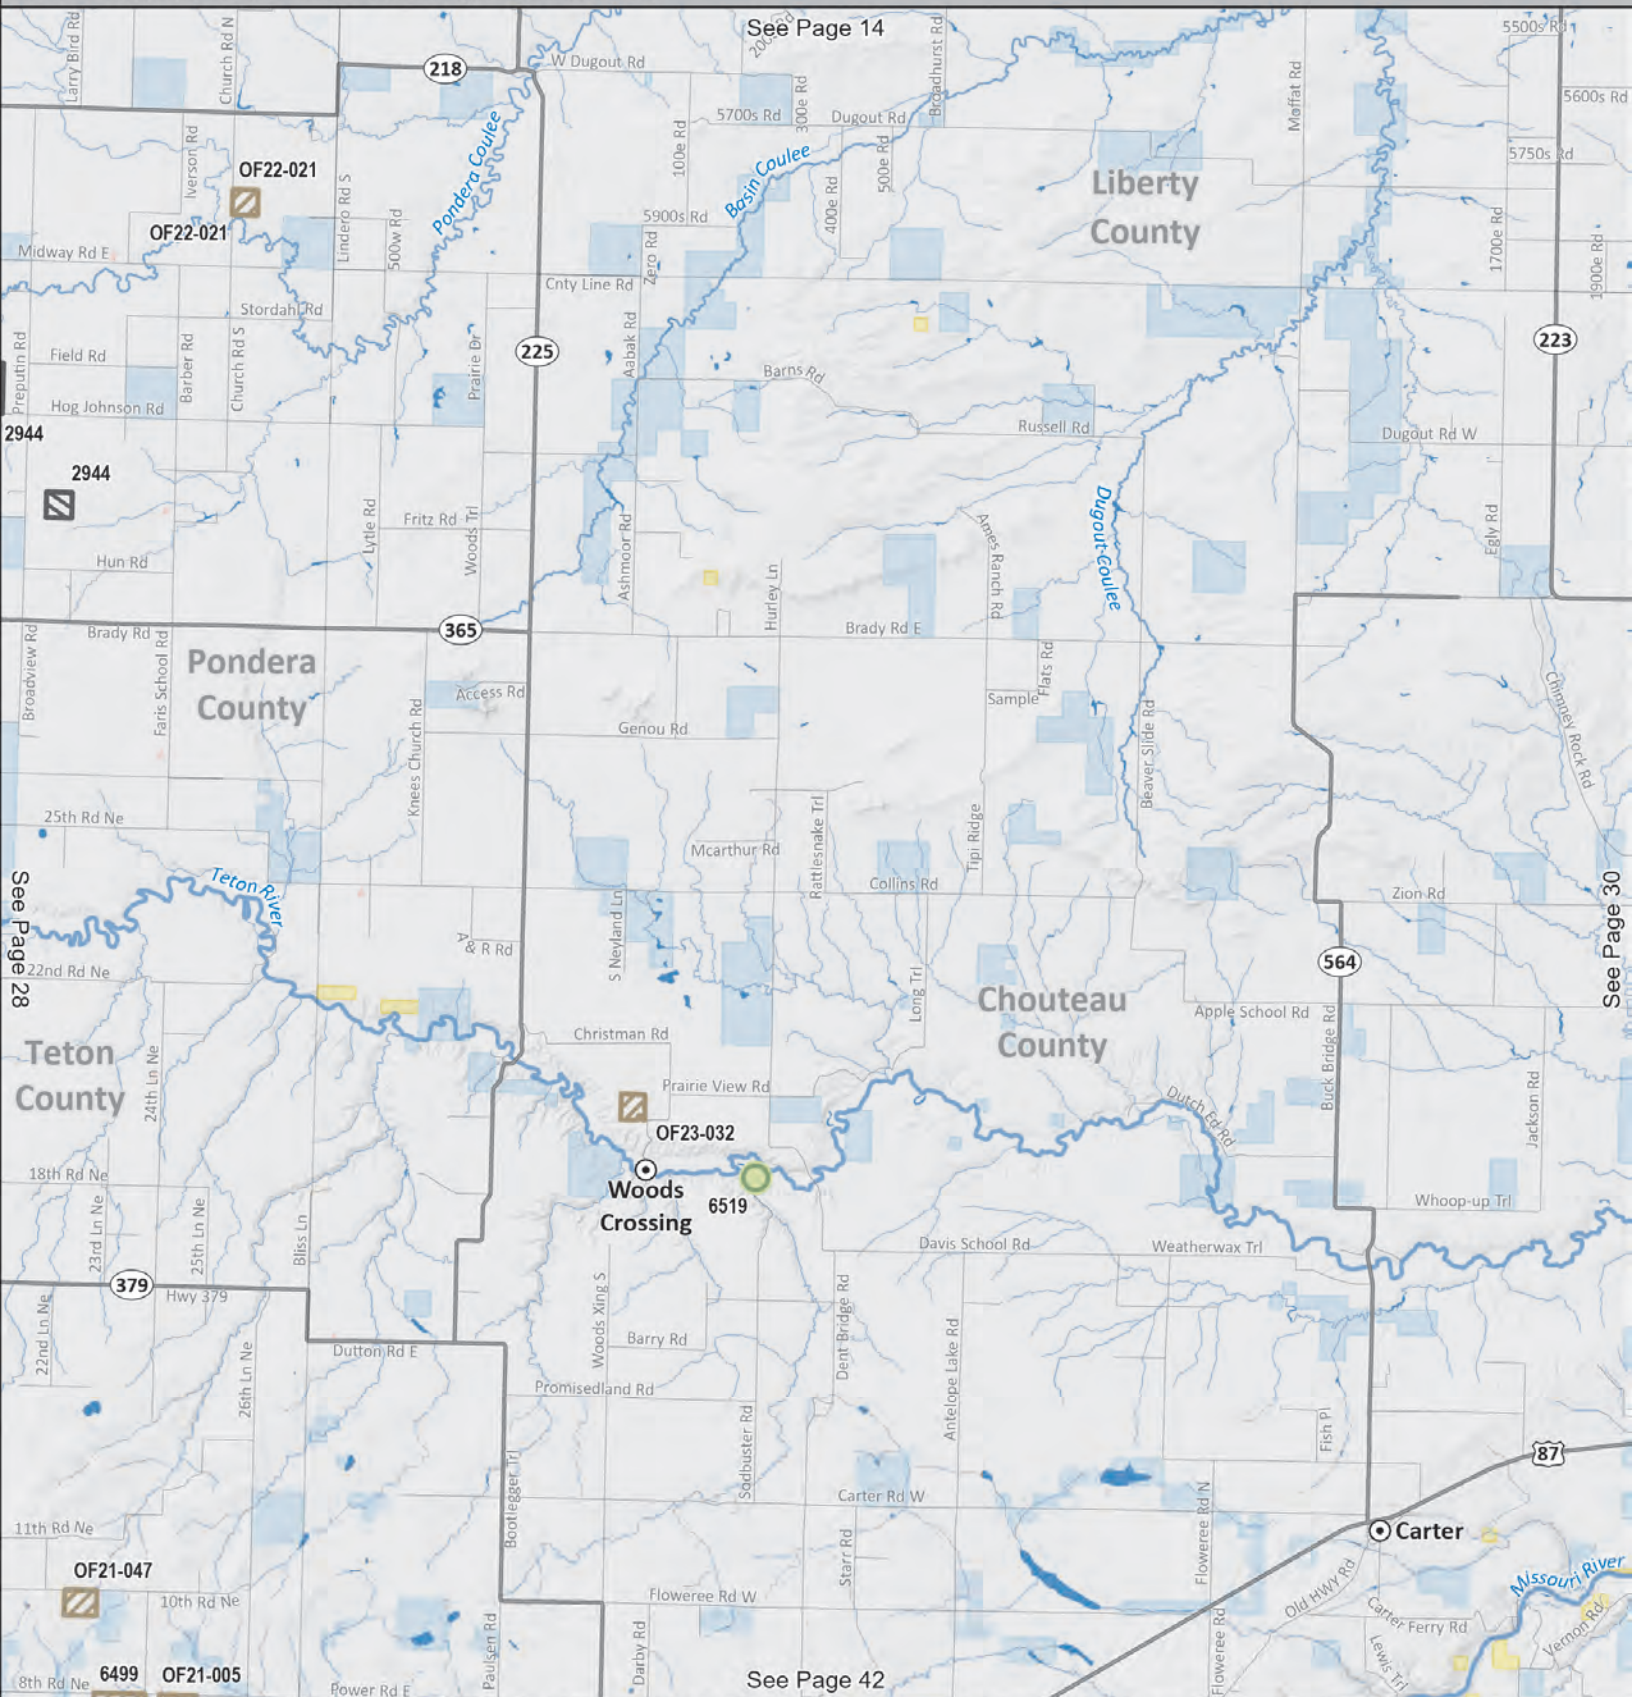 See Page 14
Larry Bird Rd
Church Rd N
218
W Dugout Rd
200e Rd
300e Rd
Broadhurst Rd
5500s Rd
5600s Rd
Moffat Rd
5700s Rd
Dugout Rd
100e Rd
500e Rd
5750s Rd
Iverson Rd
OF22-021
Pondera Coulee
Basin Coulee
Liberty
County
Lindero Rd S
400e Rd
5900s Rd
500w Rd
OF22-021
Midway Rd E
Zero Rd
1700e Rd
1900e Rd
Cnty Line Rd
Stordahl Rd
Preputin Rd
Field Rd
Barber Rd
Church Rd S
Prairie Dr
225
Aabak Rd
223
Barns Rd
Hog Johnson Rd
Russell Rd
Dugout Rd W
2944
2944
Lytle Rd
Fritz Rd
Woods Trl
Ashmoor Rd
Ames Ranch Rd
Dugout Coulee
Egly Rd
Hun Rd
Hurley Ln
365
Brady Rd
Brady Rd E
Broadview Rd
Faris School Rd
Pondera
County
Access Rd
Knees Church Rd
Genou Rd
Sample
Flats Rd
Beaver Slide Rd
Chimney Rock Rd
25th Rd Ne
Mcarthur Rd
Rattlesnake Trl
Tipi Ridge
Collins Rd
Zion Rd
See Page 28
Teton River
See Page 30
A & R Rd
S Neyland Ln
22nd Rd Ne
Long Trl
564
Chouteau
County
Apple School Rd
Buck Bridge Rd
Christman Rd
Teton
County
24th Ln Ne
Prairie View Rd
OF23-032
Dutch Ed Rd
Jackson Rd
18th Rd Ne
Woods
Crossing
6519
Whoop-up Trl
23rd Ln Ne
25th Ln Ne
Bliss Ln
Davis School Rd
Weatherwax Trl
379
Hwy 379
22nd Ln Ne
Woods Xing S
Dent Bridge Rd
Barry Rd
Dutton Rd E
Antelope Lake Rd
26th Ln Ne
Promisedland Rd
Sodbuster Rd
Fish Pl
87
Bootlegger Trl
Carter Rd W
Floweree Rd N
11th Rd Ne
Carter
Starr Rd
OF21-047
10th Rd Ne
Floweree Rd W
Old HWY Rd
Missouri River
Carter Ferry Rd
Vernon Rd
Paulsen Rd
Darby Rd
Floweree Rd
Lewis Trl
6499
OF21-005
8th Rd Ne
Power Rd E
See Page 42